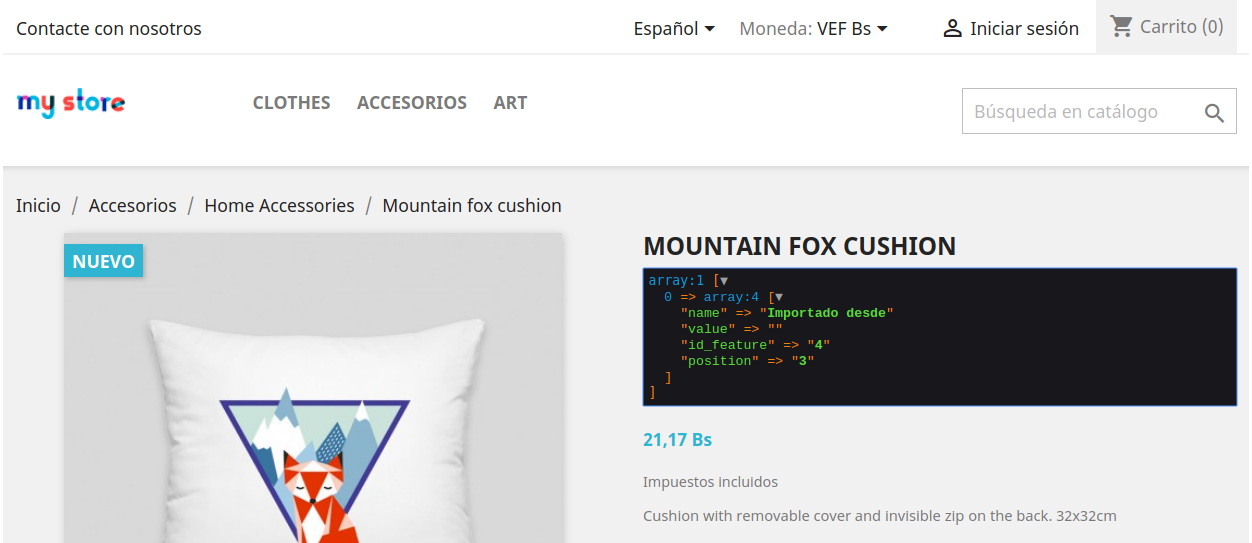 Contacte con nosotros
Español Moneda: VEF Bs Iniciar sesión Carrito (0)
my store CLOTHES ACCESORIOS ART Búsqueda en catálogo
Inicio / Accesorios / Home Accessories / Mountain fox cushion
NUEVO
MOUNTAIN FOX CUSHION
array:1 [▼
0 => array:4 [▼
"name" => "Importado desde"
"value" => ""
"id_feature" => "4"
"position" => "3"
]
]
21,17 Bs
Impuestos incluidos
Cushion with removable cover and invisible zip on the back. 32x32cm